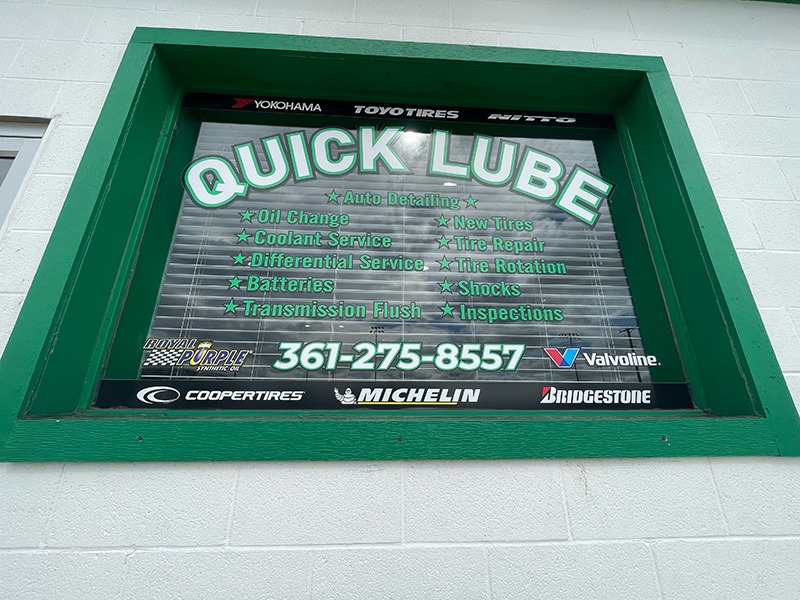 YOKOHAMA TOYO TIRES NITTO
QUICK LUBE
★ Auto Detailing ★
★ Oil Change ★ New Tires
★ Coolant Service ★ Tire Repair
★ Differential Service ★ Tire Rotation
★ Batteries ★ Shocks
★ Transmission Flush ★ Inspections
ROYAL PURPLE SYNTHETIC OIL 361-275-8557 Valvoline
COOPERTIRES MICHELIN BRIDGESTONE